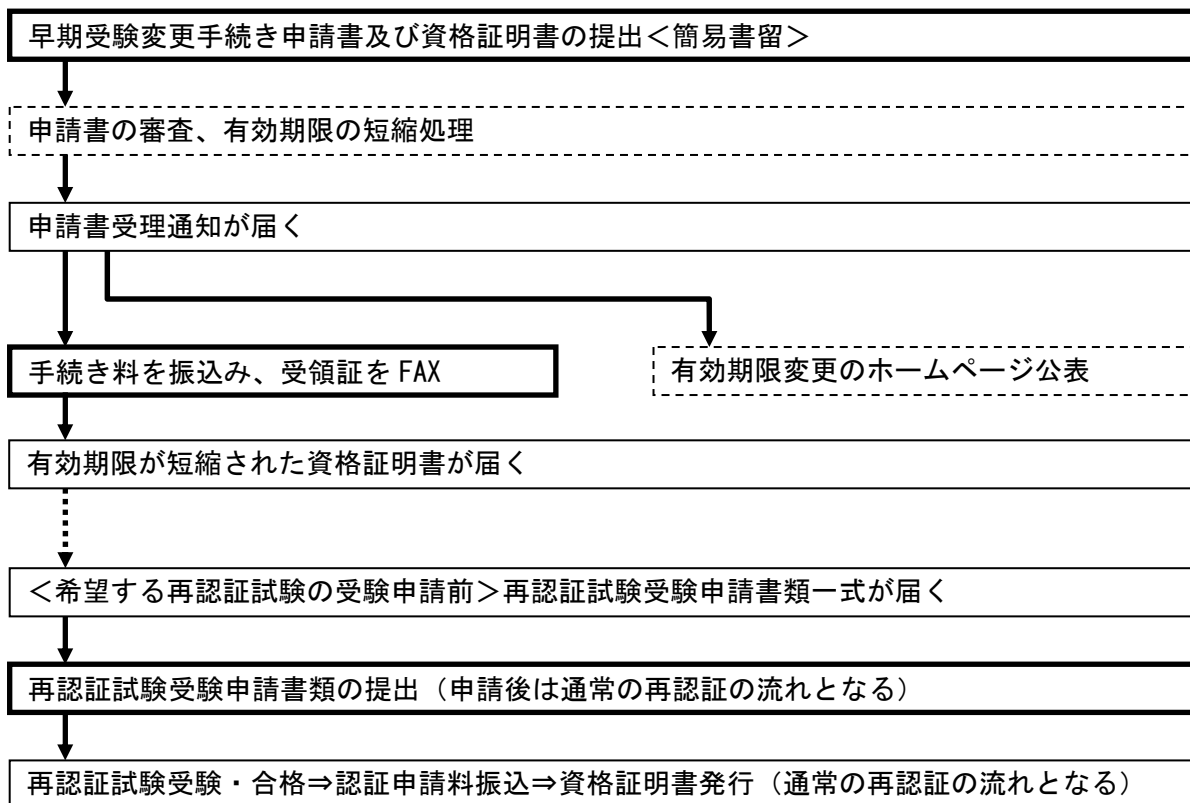 早期受験変更手続き申請書及び資格証明書の提出＜簡易書留＞
申請書の審査、有効期限の短縮処理
申請書受理通知が届く
手続き料を振込み、受領証を FAX
有効期限変更のホームページ公表
有効期限が短縮された資格証明書が届く
＜希望する再認証試験の受験申請前＞再認証試験受験申請書類一式が届く
再認証試験受験申請書類の提出（申請後は通常の再認証の流れとなる）
再認証試験受験・合格⇒認証申請料振込⇒資格証明書発行（通常の再認証の流れとなる）